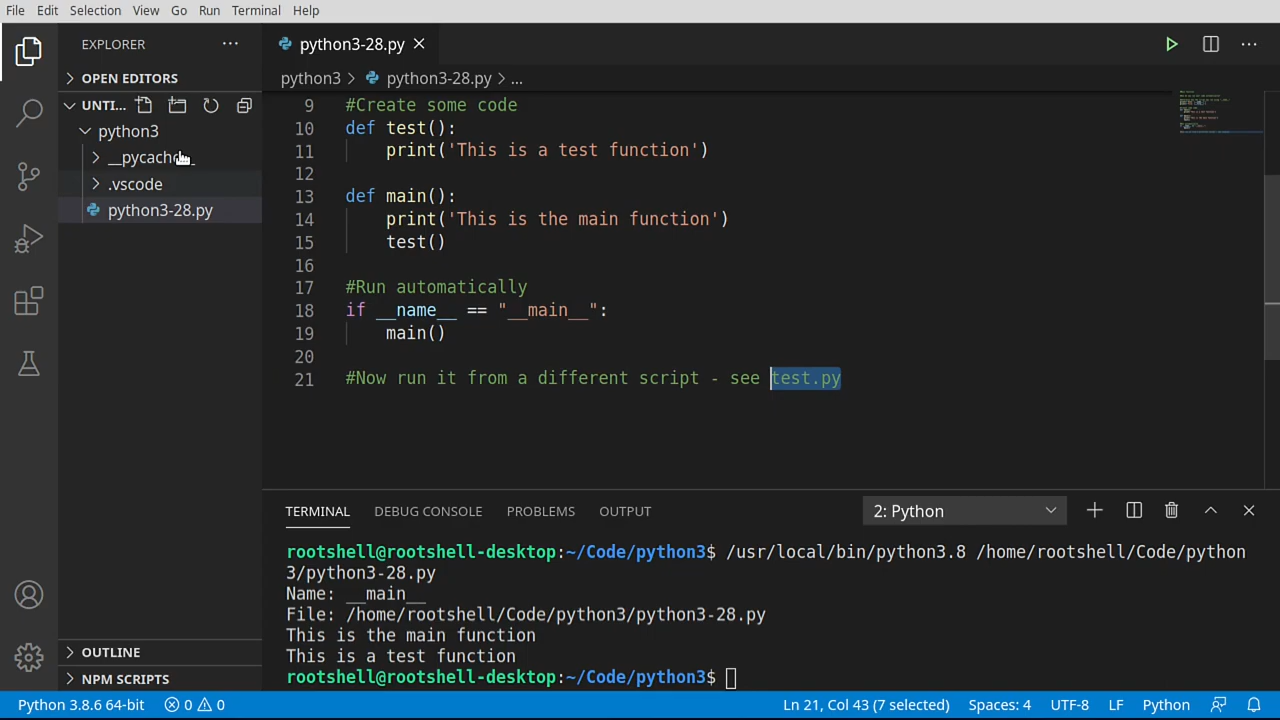 File Edit Selection View Go Run Terminal Help
EXPLORER
python3-28.py
OPEN EDITORS
python3 > python3-28.py > ...
UNTI...
python3
__pycache__
.vscode
python3-28.py
9 #Create some code
10 def test():
11 print('This is a test function')
12
13 def main():
14 print('This is the main function')
15 test()
16
17 #Run automatically
18 if __name__ == "__main__":
19 main()
20
21 #Now run it from a different script - see test.py
TERMINAL DEBUG CONSOLE PROBLEMS OUTPUT 2: Python
rootshell@rootshell-desktop:~/Code/python3$ /usr/local/bin/python3.8 /home/rootshell/Code/python
3/python3-28.py
Name: __main__
File: /home/rootshell/Code/python3/python3-28.py
This is the main function
This is a test function
rootshell@rootshell-desktop:~/Code/python3$
OUTLINE
NPM SCRIPTS
Python 3.8.6 64-bit 0 0 Ln 21, Col 43 (7 selected) Spaces: 4 UTF-8 LF Python